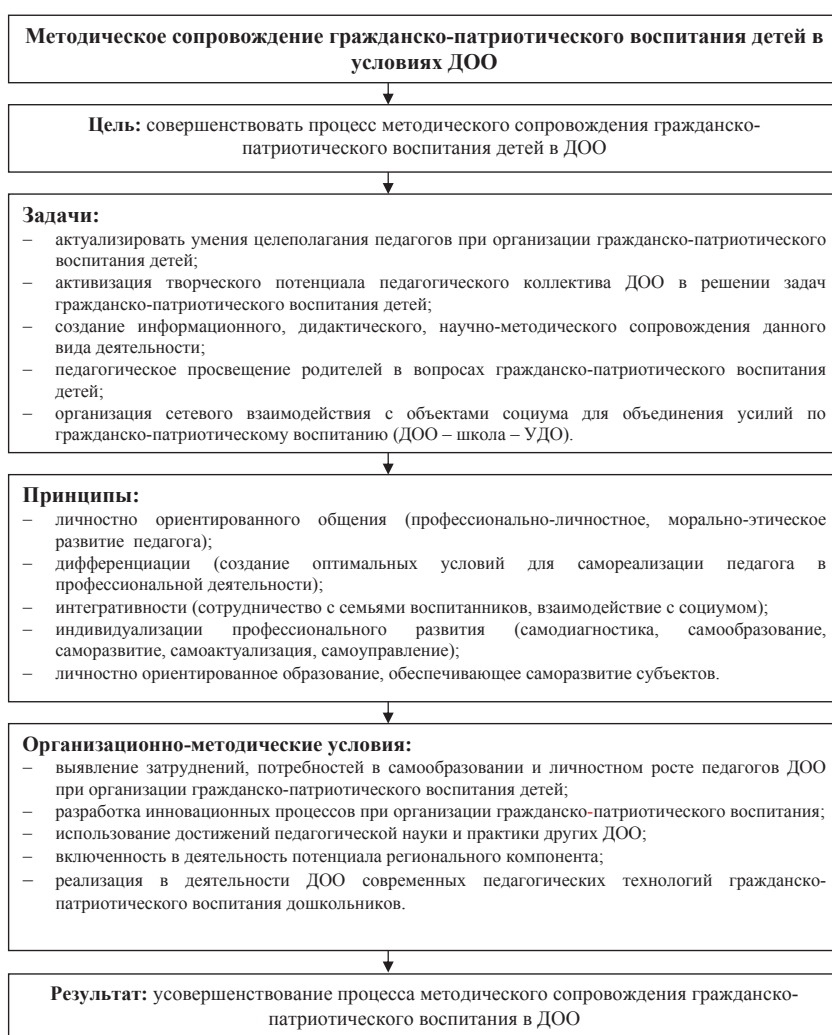 Методическое сопровождение гражданско-патриотического воспитания детей в
условиях ДОО
Цель: совершенствовать процесс методического сопровождения гражданско-
патриотического воспитания детей в ДОО
Задачи:
– актуализировать умения целеполагания педагогов при организации гражданско-патриотического
воспитания детей;
– активизация творческого потенциала педагогического коллектива ДОО в решении задач
гражданско-патриотического воспитания детей;
– создание информационного, дидактического, научно-методического сопровождения данного
вида деятельности;
– педагогическое просвещение родителей в вопросах гражданско-патриотического воспитания
детей;
– организация сетевого взаимодействия с объектами социума для объединения усилий по
гражданско-патриотическому воспитанию (ДОО – школа – УДО).
Принципы:
– личностно ориентированного общения (профессионально-личностное, морально-этическое
развитие педагога);
– дифференциации (создание оптимальных условий для самореализации педагога в
профессиональной деятельности);
– интегративности (сотрудничество с семьями воспитанников, взаимодействие с социумом);
– индивидуализации профессионального развития (самодиагностика, самообразование,
саморазвитие, самоактуализация, самоуправление);
– личностно ориентированное образование, обеспечивающее саморазвитие субъектов.
Организационно-методические условия:
– выявление затруднений, потребностей в самообразовании и личностном росте педагогов ДОО
при организации гражданско-патриотического воспитания детей;
– разработка инновационных процессов при организации гражданско-патриотического воспитания;
– использование достижений педагогической науки и практики других ДОО;
– включенность в деятельность потенциала регионального компонента;
– реализация в деятельности ДОО современных педагогических технологий гражданско-
патриотического воспитания дошкольников.
Результат: усовершенствование процесса методического сопровождения гражданско-
патриотического воспитания в ДОО